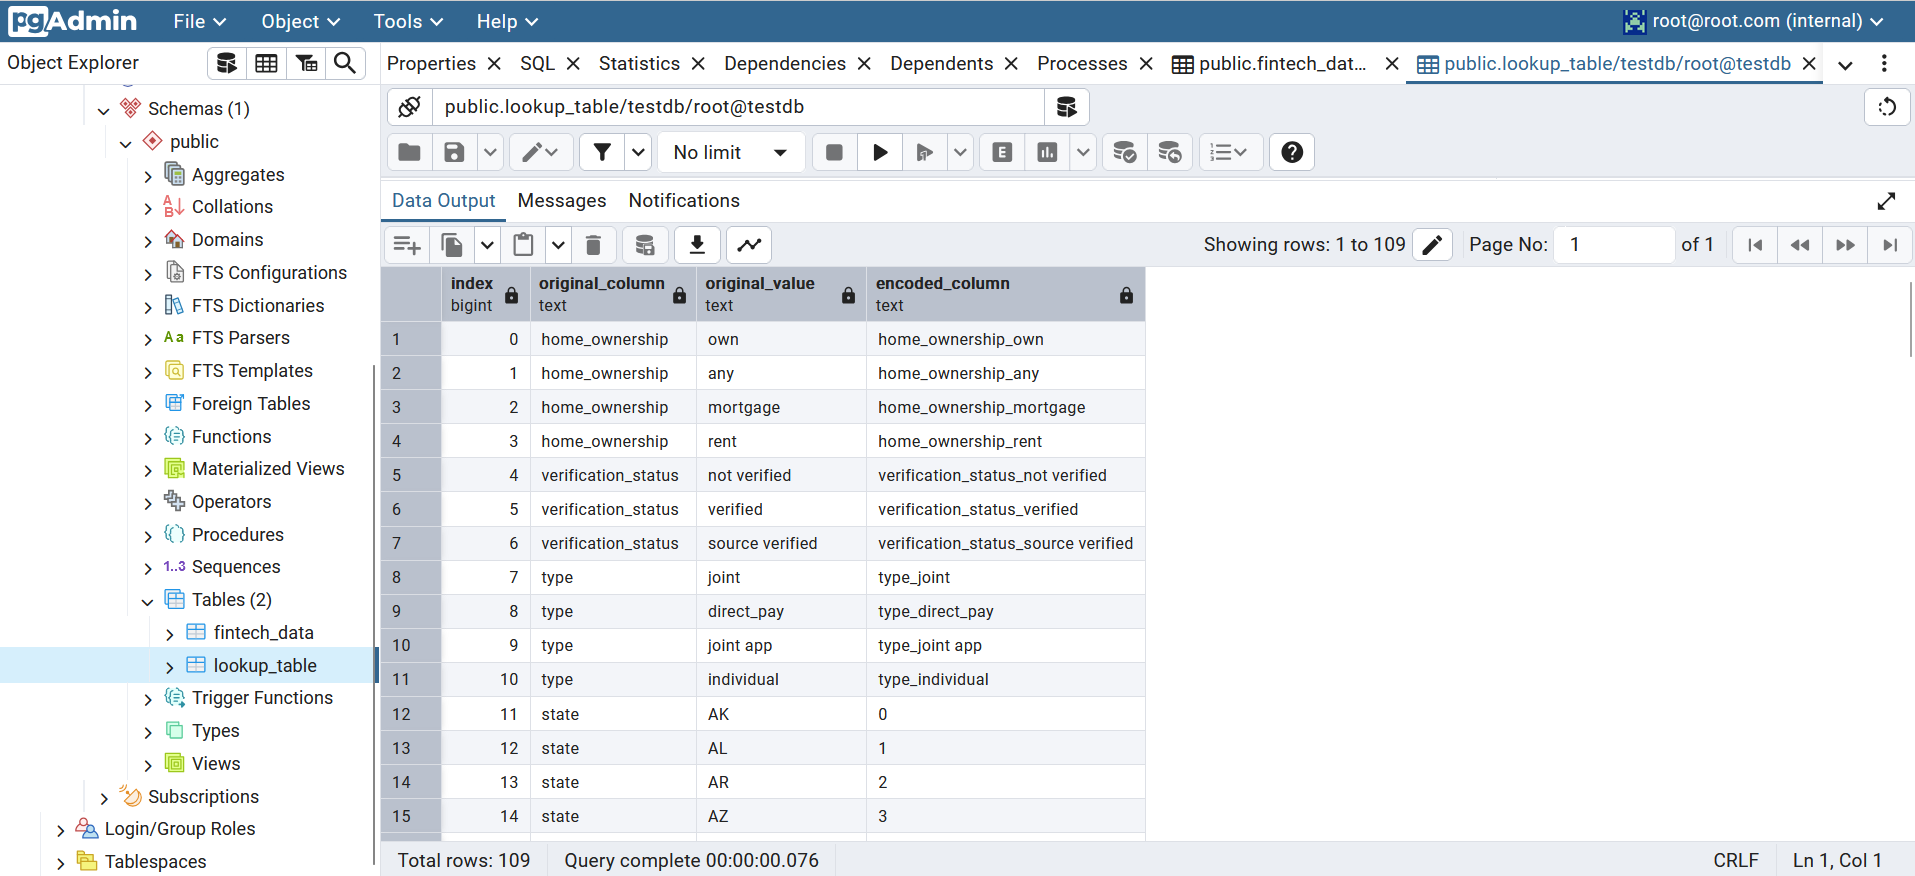 pgAdmin File Object Tools Help root@root.com (internal)
Object Explorer
Properties SQL Statistics Dependencies Dependents Processes public.fintech_dat... public.lookup_table/testdb/root@testdb
public.lookup_table/testdb/root@testdb
No limit
E
Data Output Messages Notifications
Showing rows: 1 to 109 Page No: 1 of 1
Schemas (1)
public
Aggregates
Collations
Domains
FTS Configurations
FTS Dictionaries
Aa FTS Parsers
FTS Templates
Foreign Tables
Functions
Materialized Views
Operators
Procedures
1..3 Sequences
Tables (2)
fintech_data
lookup_table
Trigger Functions
Types
Views
Subscriptions
Login/Group Roles
Tablespaces
index original_column original_value encoded_column
bigint text text text
1 0 home_ownership own home_ownership_own
2 1 home_ownership any home_ownership_any
3 2 home_ownership mortgage home_ownership_mortgage
4 3 home_ownership rent home_ownership_rent
5 4 verification_status not verified verification_status_not verified
6 5 verification_status verified verification_status_verified
7 6 verification_status source verified verification_status_source verified
8 7 type joint type_joint
9 8 type direct_pay type_direct_pay
10 9 type joint app type_joint app
11 10 type individual type_individual
12 11 state AK 0
13 12 state AL 1
14 13 state AR 2
15 14 state AZ 3
Total rows: 109 Query complete 00:00:00.076 CRLF Ln 1, Col 1